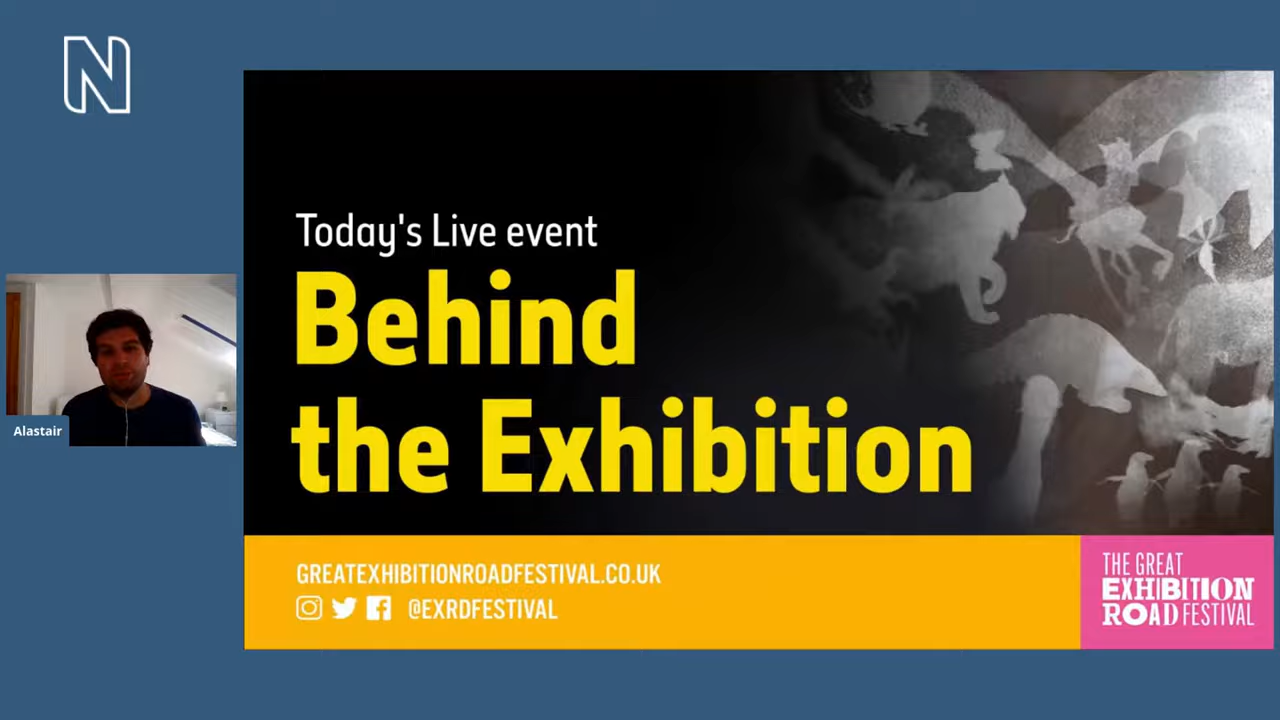 N
Today's Live event
Behind
the Exhibition
Alastair
GREATEXHIBITIONROADFESTIVAL.CO.UK
@EXRDFESTIVAL
THE GREAT
EXHIBITION
ROAD FESTIVAL